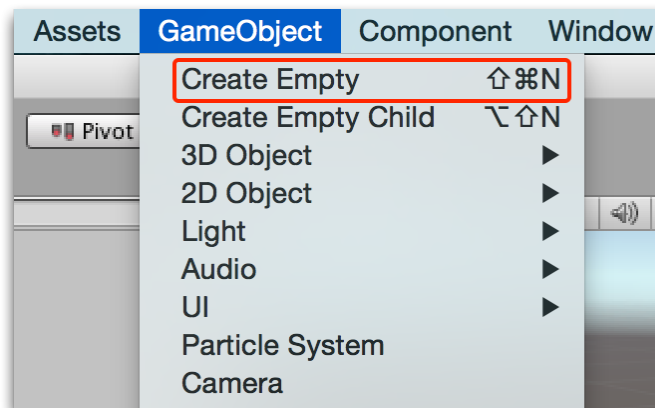 Assets GameObject Component Window
Create Empty ⇧⌘N
Pivot
Create Empty Child ⌥⇧N
3D Object
2D Object
Light
Audio
UI
Particle System
Camera